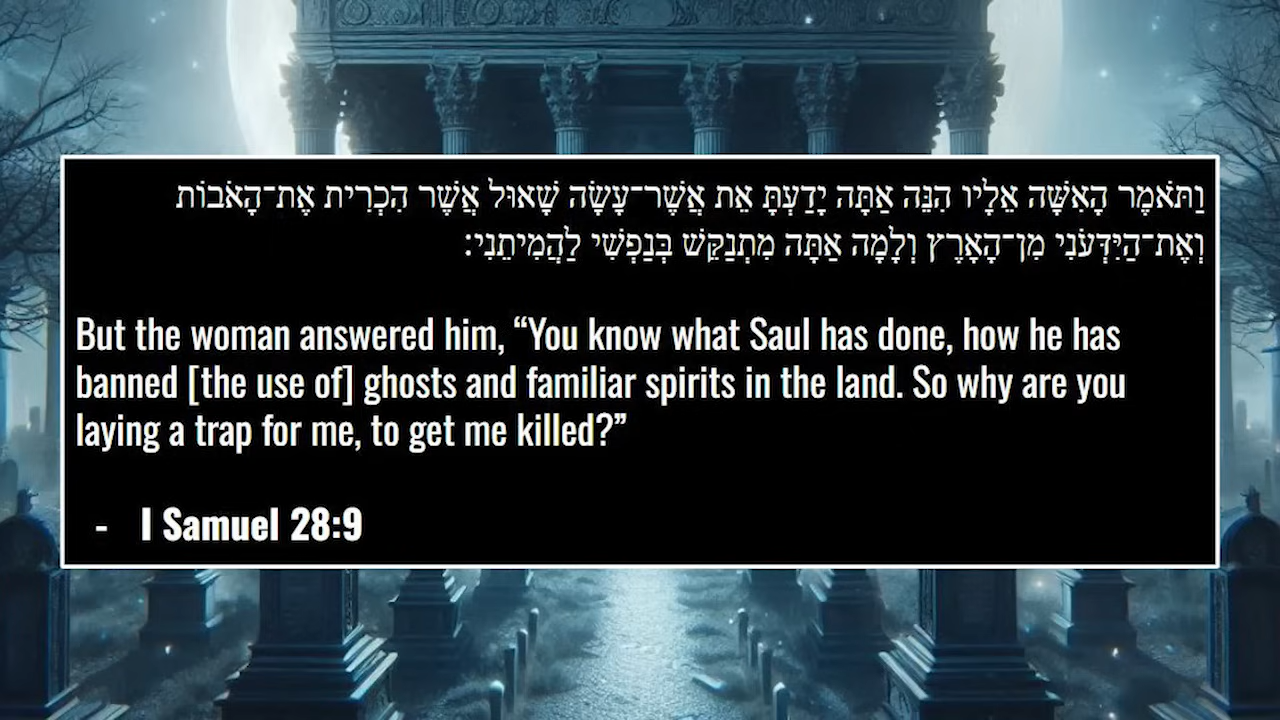 וַתֹּאמֶר הָאִשָּׁה אֵלָיו הִנֵּה אַתָּה יָדַעְתָּ אֵת אֲשֶׁר־עָשָׂה שָׁאוּל אֲשֶׁר הִכְרִית אֶת־הָאֹבוֹת
וְאֶת־הַיִּדְּעֹנִי מִן־הָאָרֶץ וְלָמָה אַתָּה מִתְנַקֵּשׁ בְּנַפְשִׁי לַהֲמִיתֵנִי׃
But the woman answered him, “You know what Saul has done, how he has
banned [the use of] ghosts and familiar spirits in the land. So why are you
laying a trap for me, to get me killed?”
- I Samuel 28:9